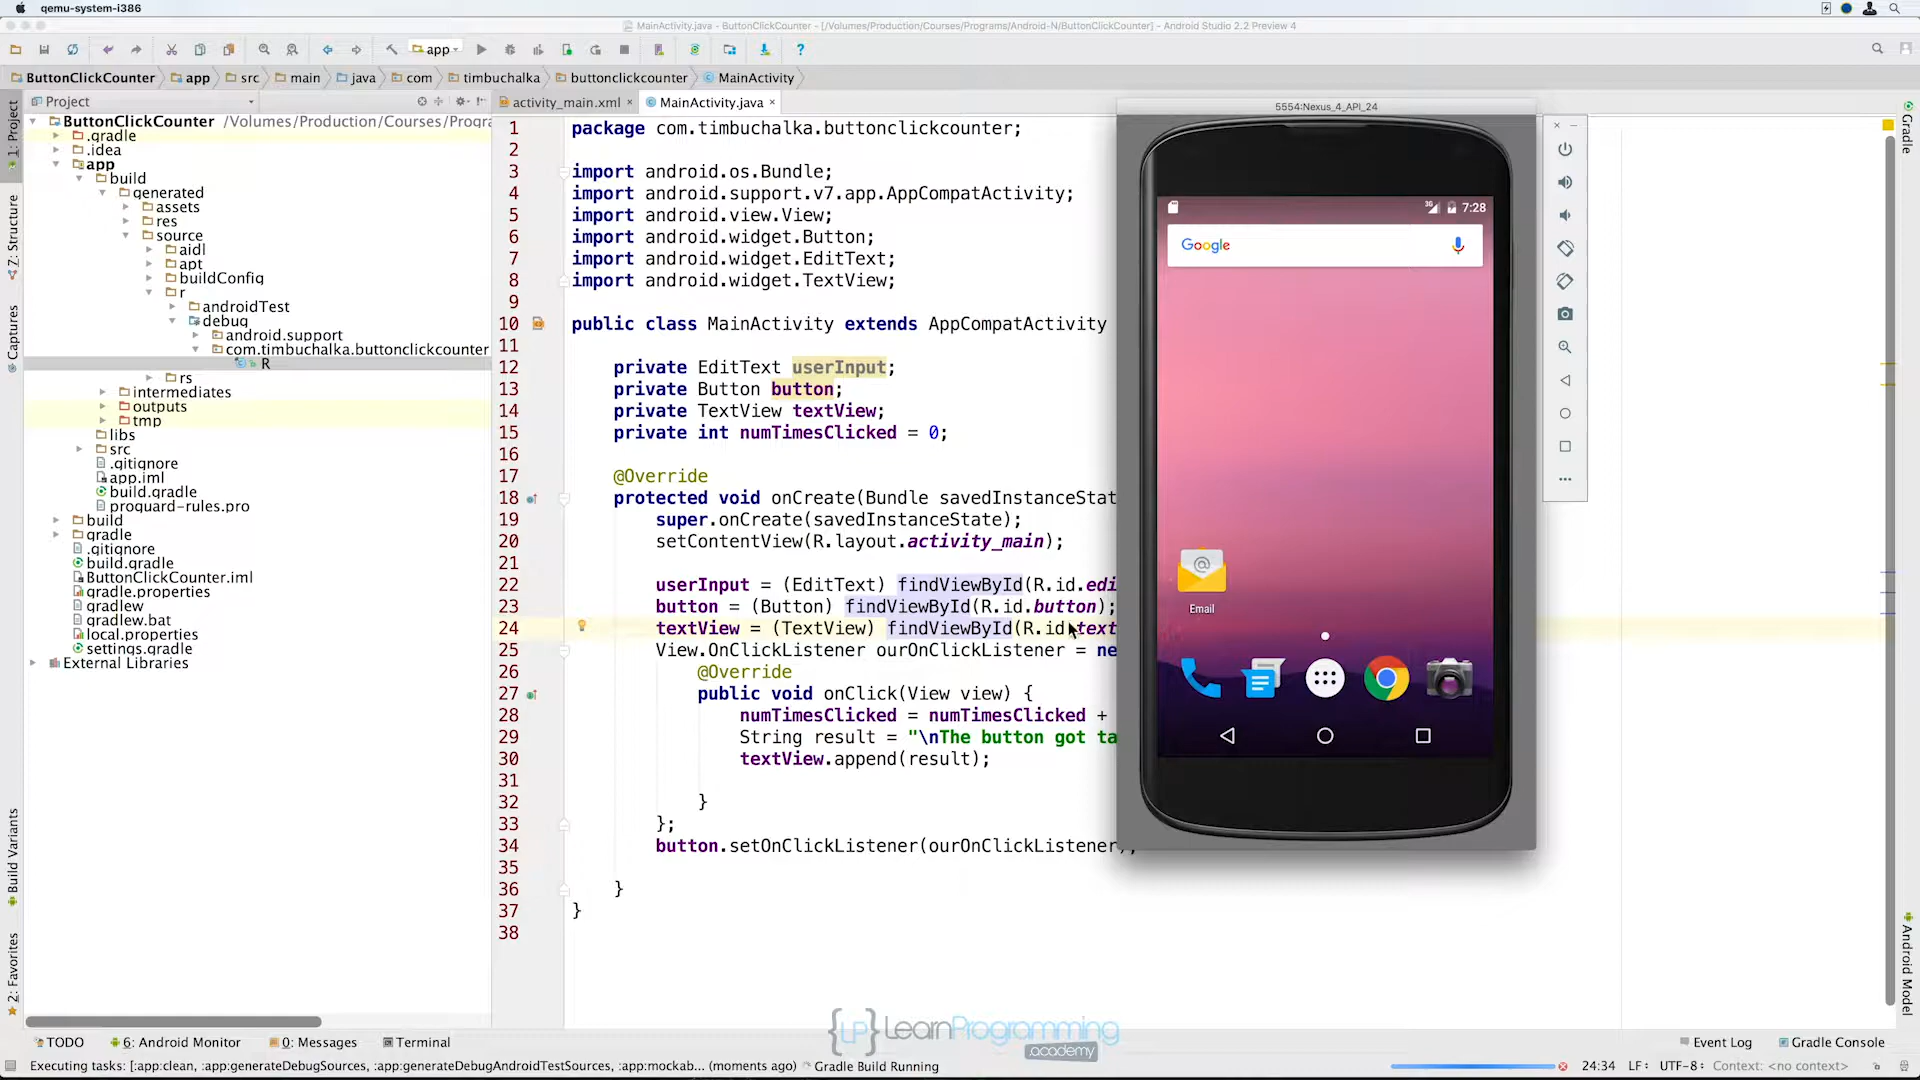 qemu-system-i386
MainActivity.java - ButtonClickCounter - [/Volumes/Production/Courses/Programs/Android-N/ButtonClickCounter] - Android Studio 2.2 Preview 4
app
ButtonClickCounter app src main java com timbuchalka buttonclickcounter MainActivity
Project
activity_main.xml
MainActivity.java
5554:Nexus_4_API_24
1: Project
Z: Structure
Captures
Build Variants
2: Favorites
Gradle
Android Model
ButtonClickCounter /Volumes/Production/Courses/Progra
.gradle
.idea
app
build
generated
assets
res
source
aidl
apt
buildConfig
r
androidTest
debug
android.support
com.timbuchalka.buttonclickcounter
R
rs
intermediates
outputs
tmp
libs
src
.gitignore
app.iml
build.gradle
proguard-rules.pro
build
gradle
.gitignore
build.gradle
ButtonClickCounter.iml
gradle.properties
gradlew
gradlew.bat
local.properties
settings.gradle
External Libraries
1 package com.timbuchalka.buttonclickcounter;
2
3 import android.os.Bundle;
4 import android.support.v7.app.AppCompatActivity;
5 import android.view.View;
6 import android.widget.Button;
7 import android.widget.EditText;
8 import android.widget.TextView;
9
10 public class MainActivity extends AppCompatActivity
11
12 private EditText userInput;
13 private Button button;
14 private TextView textView;
15 private int numTimesClicked = 0;
16
17 @Override
18 protected void onCreate(Bundle savedInstanceStat
19 super.onCreate(savedInstanceState);
20 setContentView(R.layout.activity_main);
21
22 userInput = (EditText) findViewById(R.id.edi
23 button = (Button) findViewById(R.id.button);
24 textView = (TextView) findViewById(R.id.text
25 View.OnClickListener ourOnClickListener = ne
26 @Override
27 public void onClick(View view) {
28 numTimesClicked = numTimesClicked +
29 String result = "\nThe button got ta
30 textView.append(result);
31
32 }
33 };
34 button.setOnClickListener(ourOnClickListener);
35
36 }
37 }
38
3G 7:28
Google
@
Email
{LP} LearnProgramming
.academy
TODO 6: Android Monitor 0: Messages Terminal
Event Log Gradle Console
Executing tasks: [:app:clean, :app:generateDebugSources, :app:generateDebugAndroidTestSources, :app:mockab... (moments ago) Gradle Build Running
24:34 LF÷ UTF-8÷ Context: <no context>